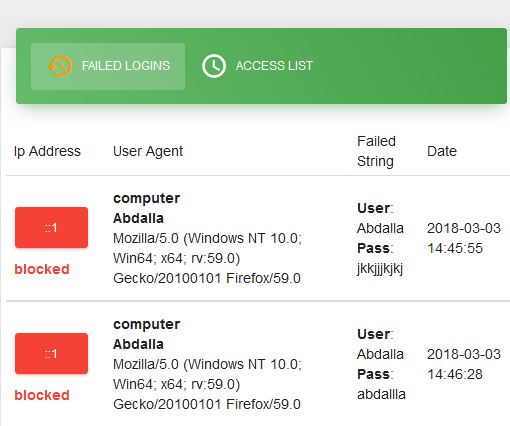 FAILED LOGINS ACCESS LIST
Ip Address User Agent Failed String Date
::1
blocked
computer
Abdalla
Mozilla/5.0 (Windows NT 10.0;
Win64; x64; rv:59.0)
Gecko/20100101 Firefox/59.0
User:
Abdalla
Pass:
jkkjjjkjkj
2018-03-03
14:45:55
::1
blocked
computer
Abdalla
Mozilla/5.0 (Windows NT 10.0;
Win64; x64; rv:59.0)
Gecko/20100101 Firefox/59.0
User:
Abdalla
Pass:
abdallla
2018-03-03
14:46:28